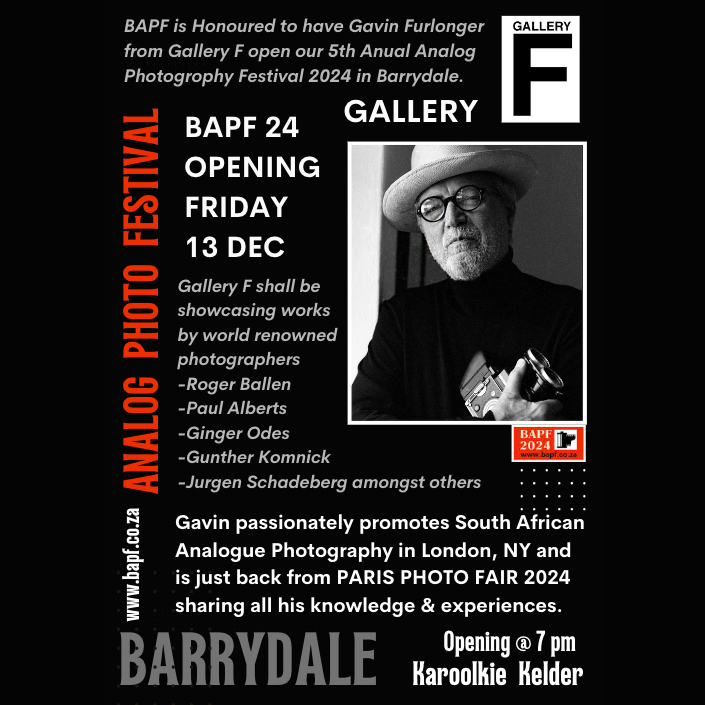 BAPF is Honoured to have Gavin Furlonger
from Gallery F open our 5th Anual Analog
Photogrophy Festival 2024 in Barrydale.
GALLERY
F
GALLERY
ANALOG PHOTO FESTIVAL
BAPF 24
OPENING
FRIDAY
13 DEC
Gallery F shall be
showcasing works
by world renowned
photographers
-Roger Ballen
-Paul Alberts
-Ginger Odes
-Gunther Komnick
-Jurgen Schadeberg amongst others
BAPF
2024
www.bapf.co.za
www.bapf.co.za
Gavin passionately promotes South African
Analogue Photography in London, NY and
is just back from PARIS PHOTO FAIR 2024
sharing all his knowledge & experiences.
BARRYDALE
Opening @ 7 pm
Karoolkie Kelder